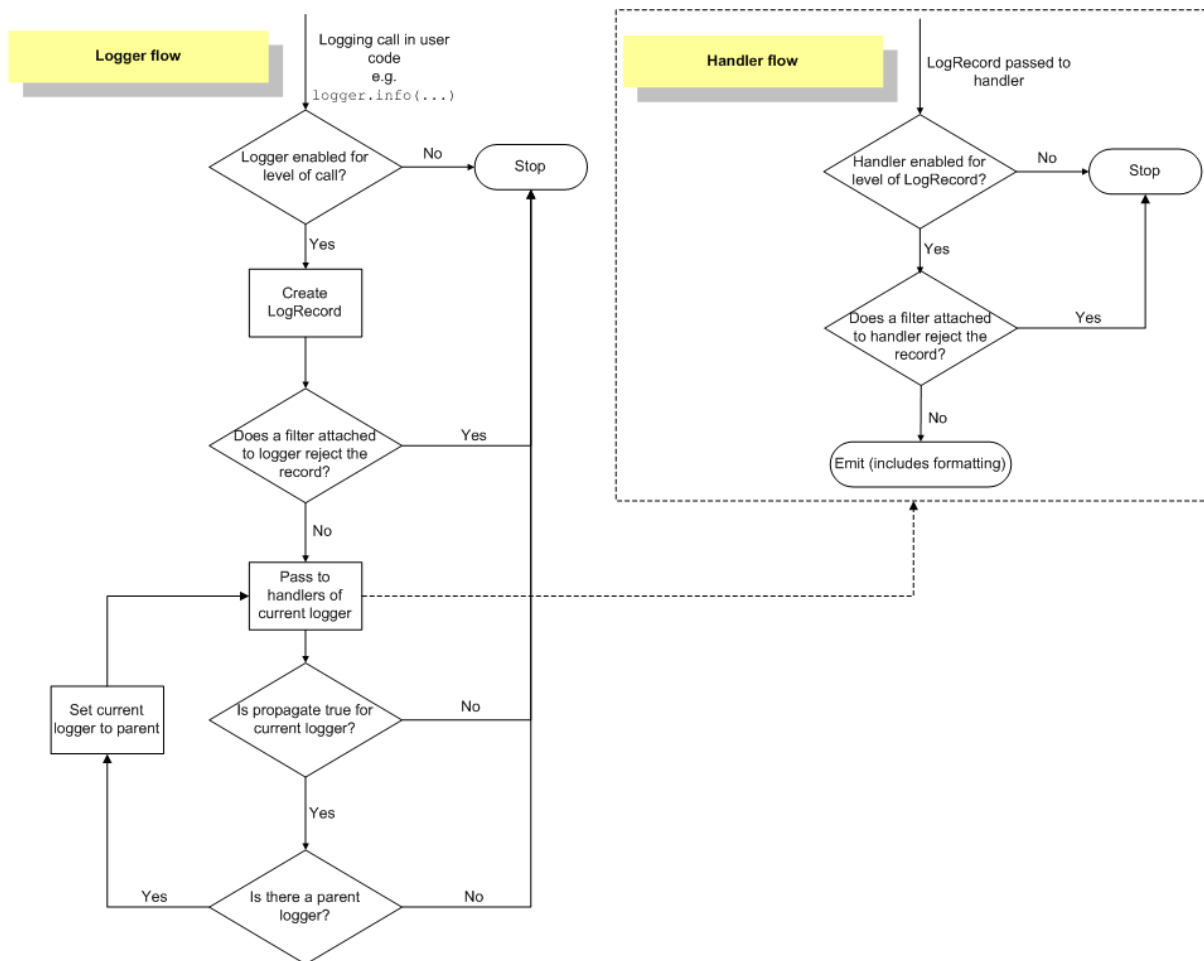 Logger flow
Logging call in user
code
e.g.
logger.info(...)
Logger enabled for
level of call?
No
Stop
Yes
Create
LogRecord
Does a filter attached
to logger reject the
record?
Yes
No
Pass to
handlers of
current logger
Set current
logger to parent
Is propagate true for
current logger?
No
Yes
Is there a parent
logger?
Yes
No
Handler flow
LogRecord passed to
handler
Handler enabled for
level of LogRecord?
No
Stop
Yes
Does a filter attached
to handler reject the
record?
Yes
No
Emit (includes formatting)